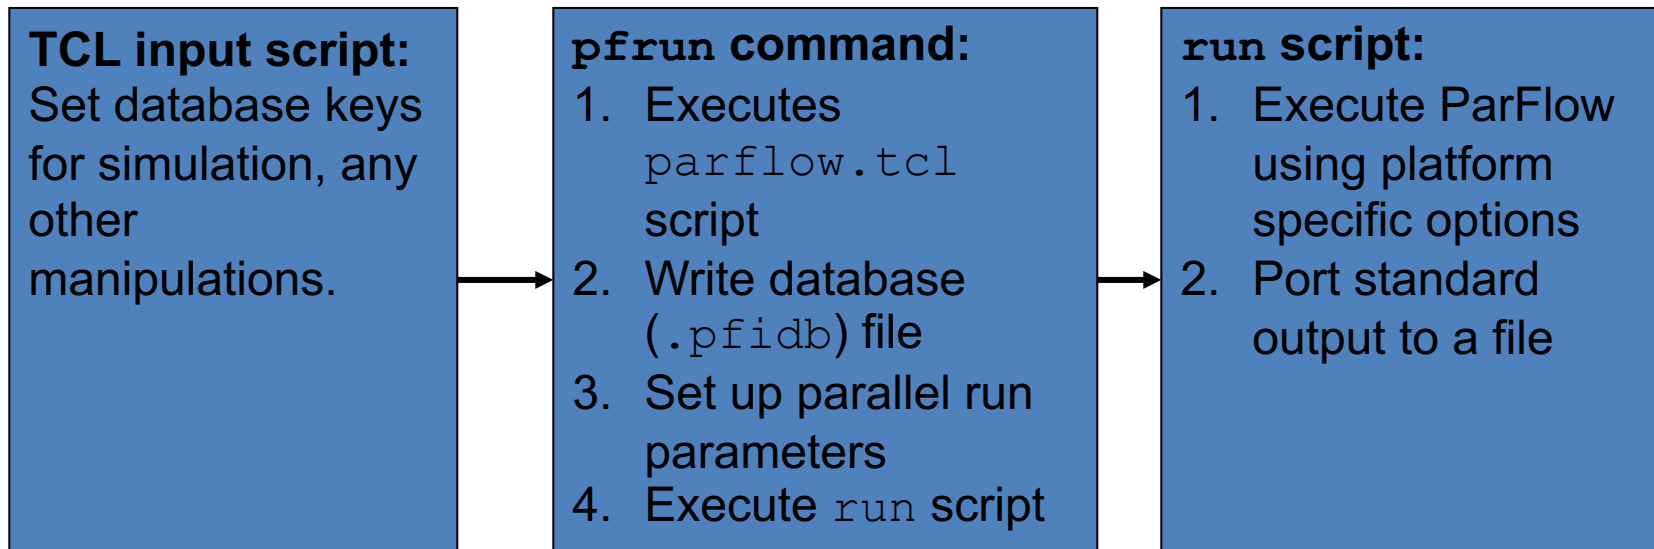 TCL input script:
Set database keys
for simulation, any
other
manipulations.
pfrun command:
1. Executes
parflow.tcl
script
2. Write database
(.pfidb) file
3. Set up parallel run
parameters
4. Execute run script
run script:
1. Execute ParFlow
using platform
specific options
2. Port standard
output to a file